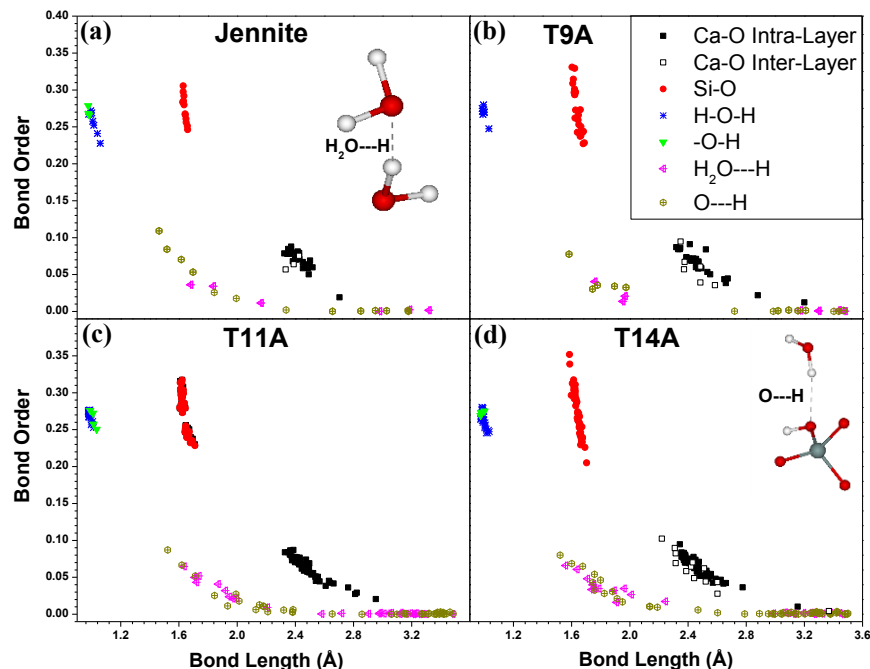 (a) Jennite
(b) T9A
Ca-O Intra-Layer
Ca-O Inter-Layer
Si-O
H-O-H
-O-H
H2O---H
O---H
H2O---H
Bond Order
0.35
0.30
0.25
0.20
0.15
0.10
0.05
0.00
(c) T11A
(d) T14A
O---H
Bond Order
0.35
0.30
0.25
0.20
0.15
0.10
0.05
0.00
1.2 1.6 2.0 2.4 2.8 3.2
1.2 1.6 2.0 2.4 2.8 3.2 3.6
Bond Length (Å)
Bond Length (Å)